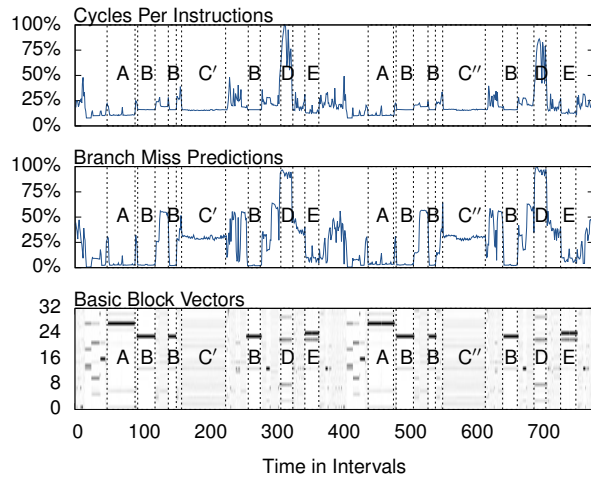 Cycles Per Instructions
100%
75%
50%
25%
0%
A B B C′ B D E A B B C′′ B D E
Branch Miss Predictions
100%
75%
50%
25%
0%
A B B C′ B D E A B B C′′ B D E
Basic Block Vectors
32
24
16
8
0
A B B C′ B D E A B B C′′ B D E
0 100 200 300 400 500 600 700
Time in Intervals